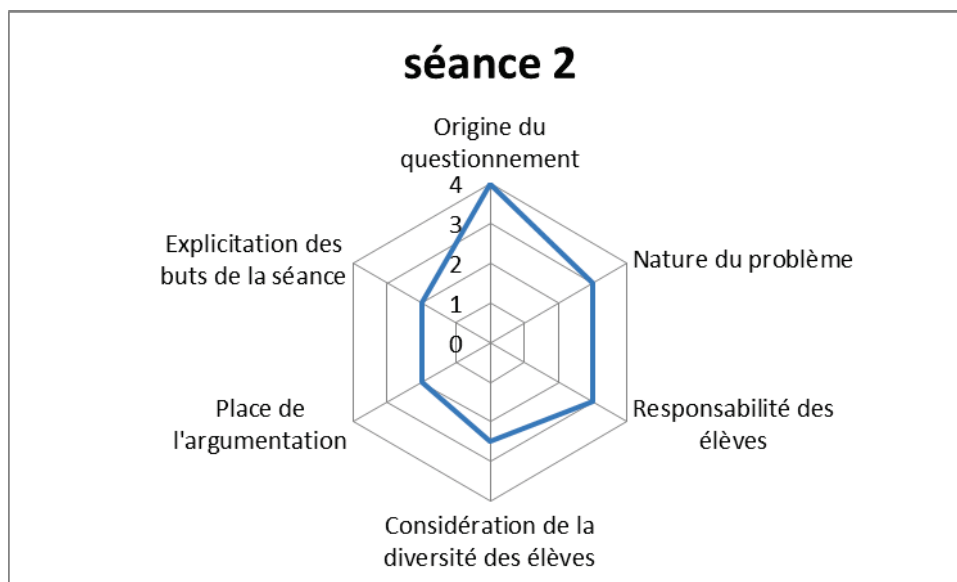 séance 2
Origine du
questionnement
4
3
2
1
0
Explicitation des
buts de la séance
Nature du problème
Place de
l'argumentation
Responsabilité des
élèves
Considération de la
diversité des élèves